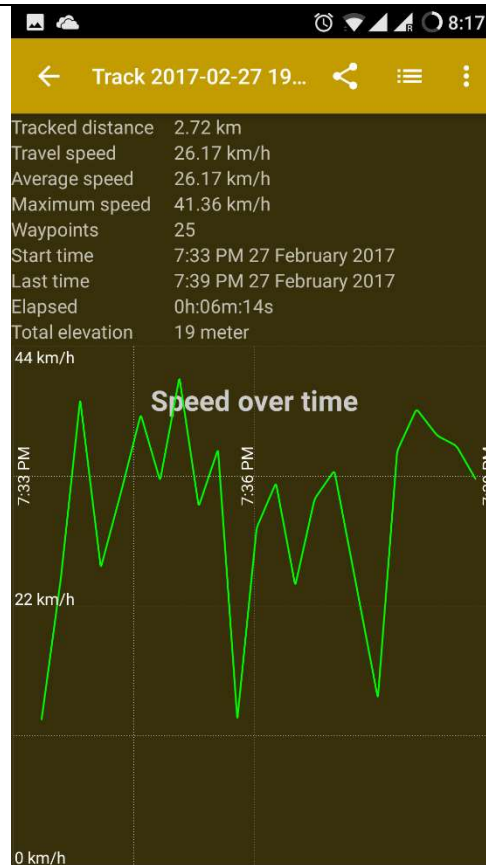 8:17
Track 2017-02-27 19...
Tracked distance 2.72 km
Travel speed 26.17 km/h
Average speed 26.17 km/h
Maximum speed 41.36 km/h
Waypoints 25
Start time 7:33 PM 27 February 2017
Last time 7:39 PM 27 February 2017
Elapsed 0h:06m:14s
Total elevation 19 meter
44 km/h
Speed over time
7:33 PM
7:36 PM
22 km/h
0 km/h